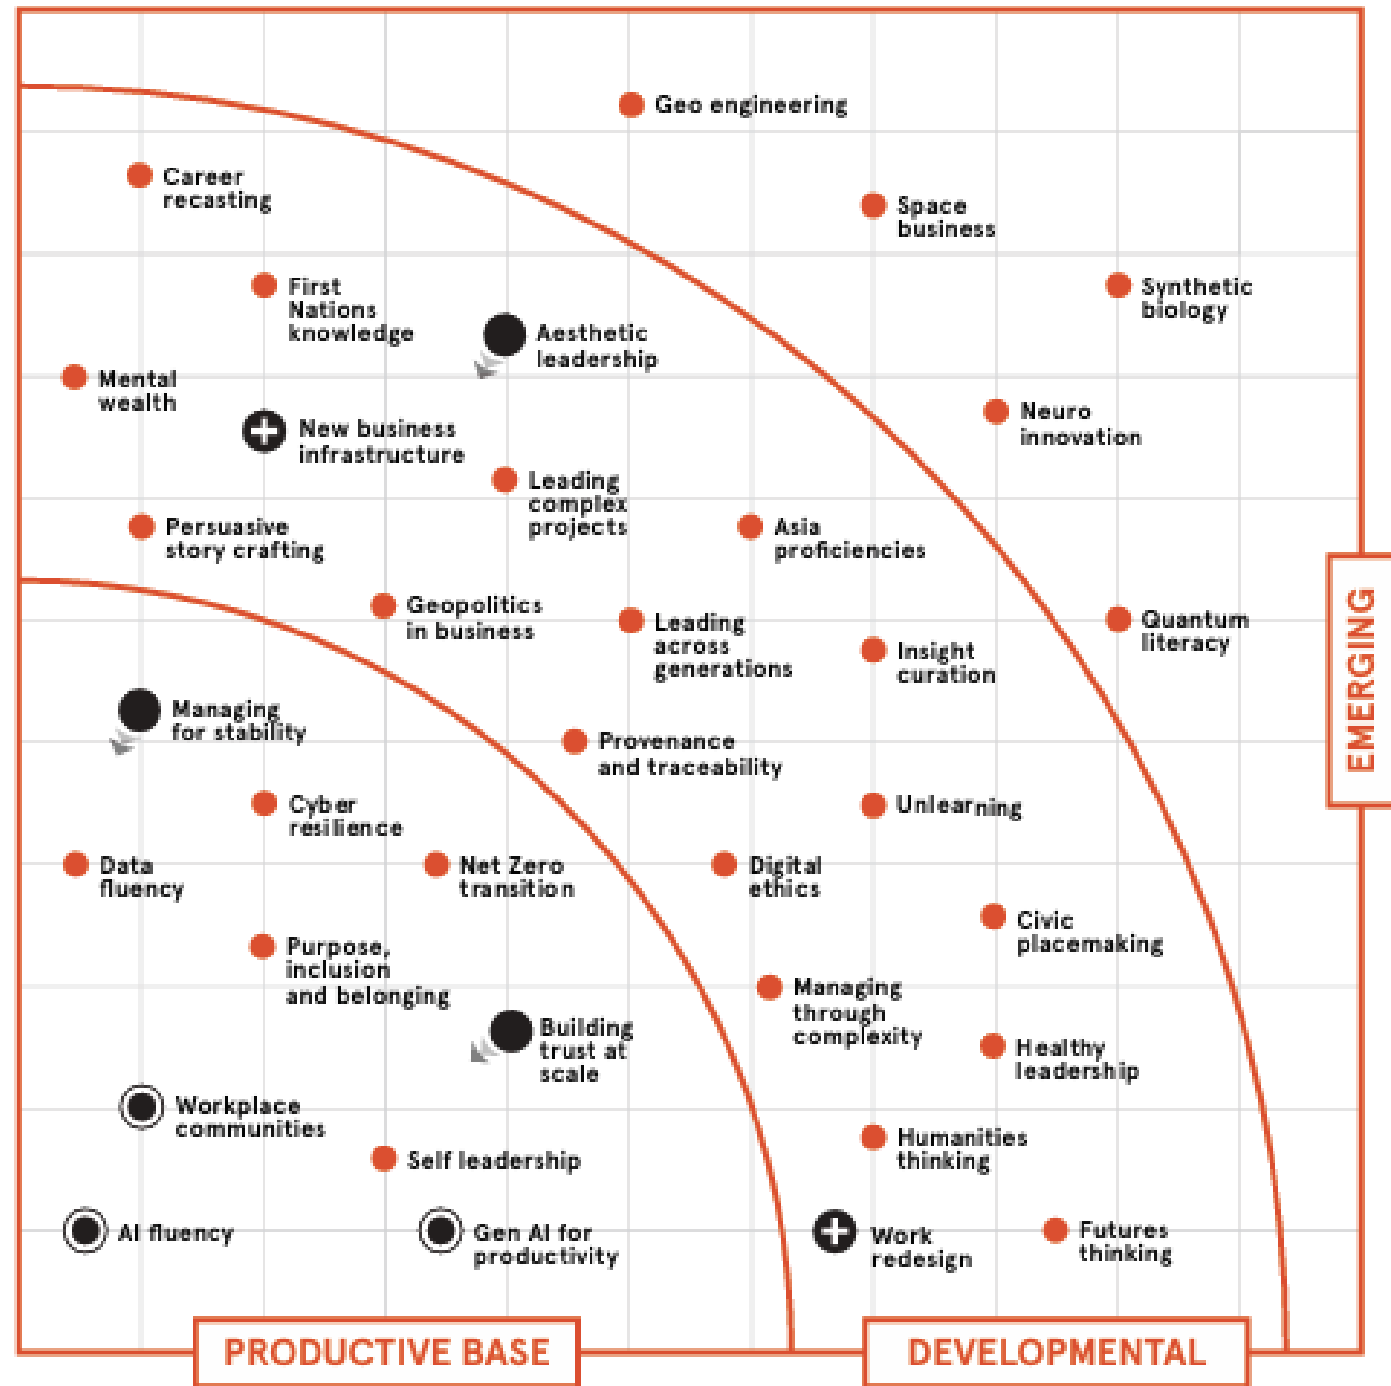 Geo engineering
Career
recasting
Space
business
First
Nations
knowledge
Synthetic
biology
Aesthetic
leadership
Mental
wealth
Neuro
innovation
New business
infrastructure
Leading
complex
projects
Persuasive
story crafting
Asia
proficiencies
Geopolitics
in business
Leading
across
generations
Quantum
literacy
Insight
curation
EMERGING
Managing
for stability
Provenance
and traceability
Cyber
resilience
Unlearning
Data
fluency
Net Zero
transition
Digital
ethics
Civic
placemaking
Purpose,
inclusion
and belonging
Managing
through
complexity
Building
trust at
scale
Healthy
leadership
Workplace
communities
Humanities
thinking
Self leadership
AI fluency
Gen AI for
productivity
Work
redesign
Futures
thinking
PRODUCTIVE BASE
DEVELOPMENTAL